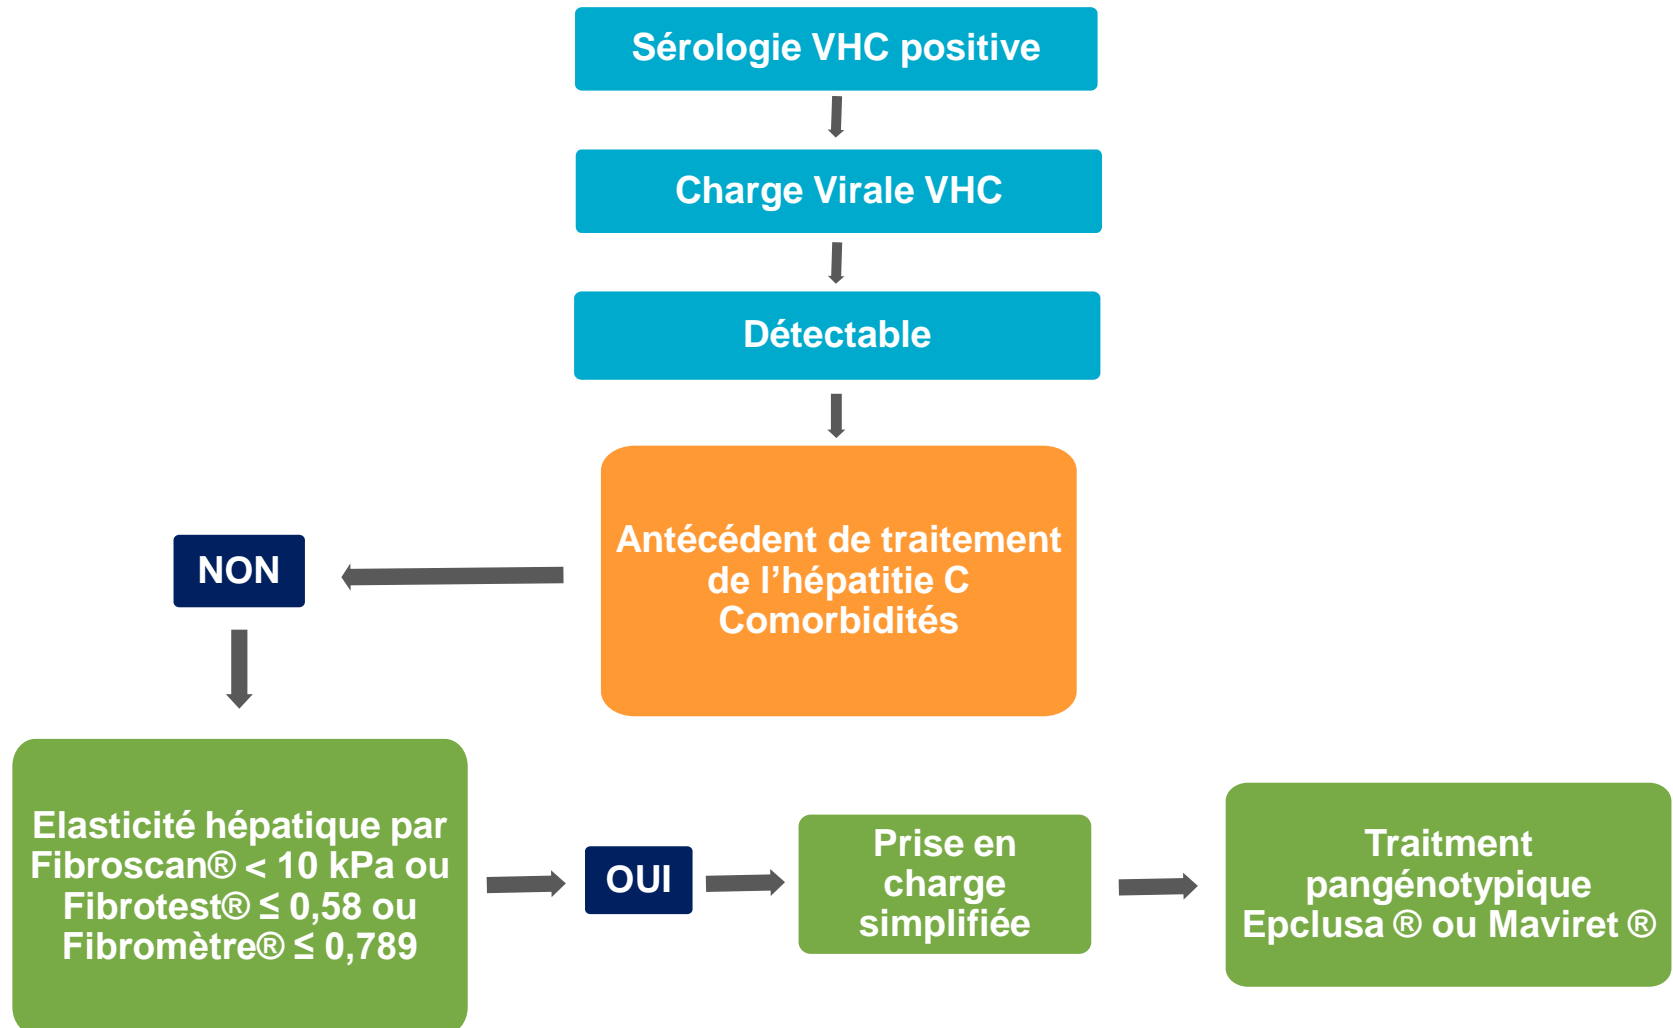 Sérologie VHC positive
Charge Virale VHC
Détectable
Antécédent de traitement
de l’hépatitie C
Comorbidités
NON
Elasticité hépatique par
Fibroscan® < 10 kPa ou
Fibrotest® ≤ 0,58 ou
Fibromètre® ≤ 0,789
OUI
Prise en
charge
simplifiée
Traitment
pangénotypique
Epclusa ® ou Maviret ®